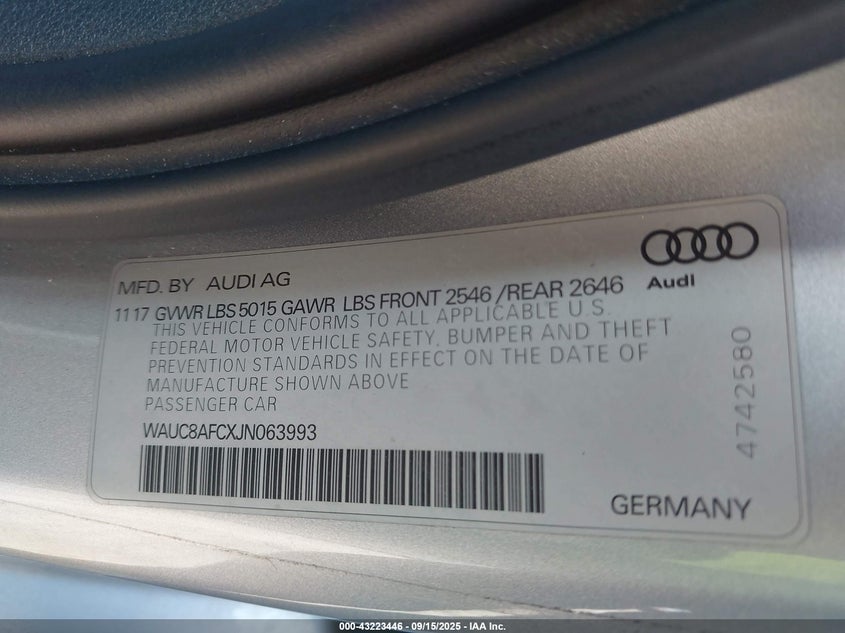 MFD. BY AUDI AG
Audi
11 17 GVWR LBS 5015 GAWR LBS FRONT 2546 /REAR 2646
THIS VEHICLE CONFORMS TO ALL APPLICABLE U.S.
FEDERAL MOTOR VEHICLE SAFETY, BUMPER AND THEFT
PREVENTION STANDARDS IN EFFECT ON THE DATE OF
MANUFACTURE SHOWN ABOVE
PASSENGER CAR
WAUC8AFCXJN063993
4742580
GERMANY
000-43223446 - 09/15/2025 - IAA Inc.